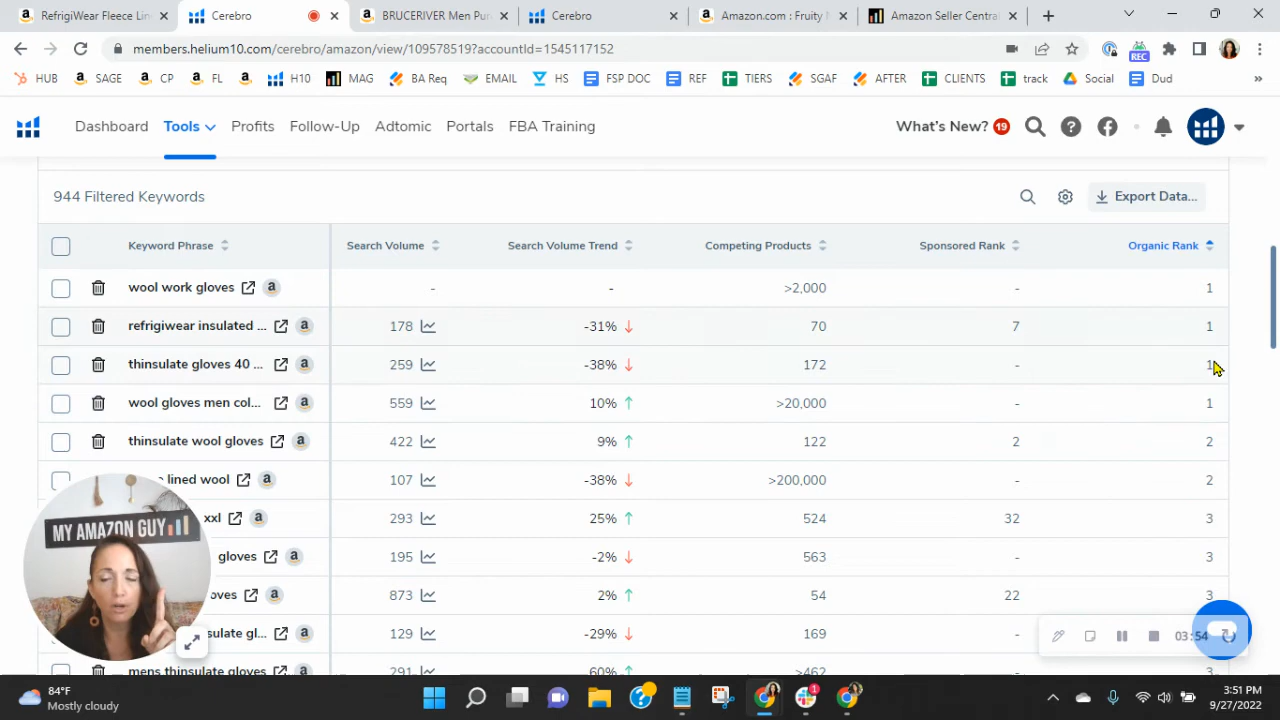 RefrigiWear Fleece Lin
Cerebro
BRUCERIVER Men Pur
Cerebro
Amazon.com : Fruity
Amazon Seller Central
members.helium10.com/cerebro/amazon/view/109578519?accountId=1545117152
REC
HUB SAGE CP FL H10 MAG BA Req EMAIL HS FSP DOC REF TIERS SGAF AFTER CLIENTS track Social Dud
Dashboard Tools Profits Follow-Up Adtomic Portals FBA Training What's New? 19
944 Filtered Keywords Export Data...
Keyword Phrase Search Volume Search Volume Trend Competing Products Sponsored Rank Organic Rank
wool work gloves - - >2,000 - 1
refrigiwear insulated ... 178 -31% 70 7 1
thinsulate gloves 40 ... 259 -38% 172 - 1
wool gloves men col... 559 10% >20,000 - 1
thinsulate wool gloves 422 9% 122 2 2
lined wool 107 -38% >200,000 - 2
xxl 293 25% 524 32 3
gloves 195 -2% 563 - 3
oves 873 2% 54 22 3
sulate gl... 129 -29% 169 -
mens thinsulate gloves 291 60% >462 - 3
MY AMAZON GUY
03:54
84°F
Mostly cloudy
1
3:51 PM
9/27/2022